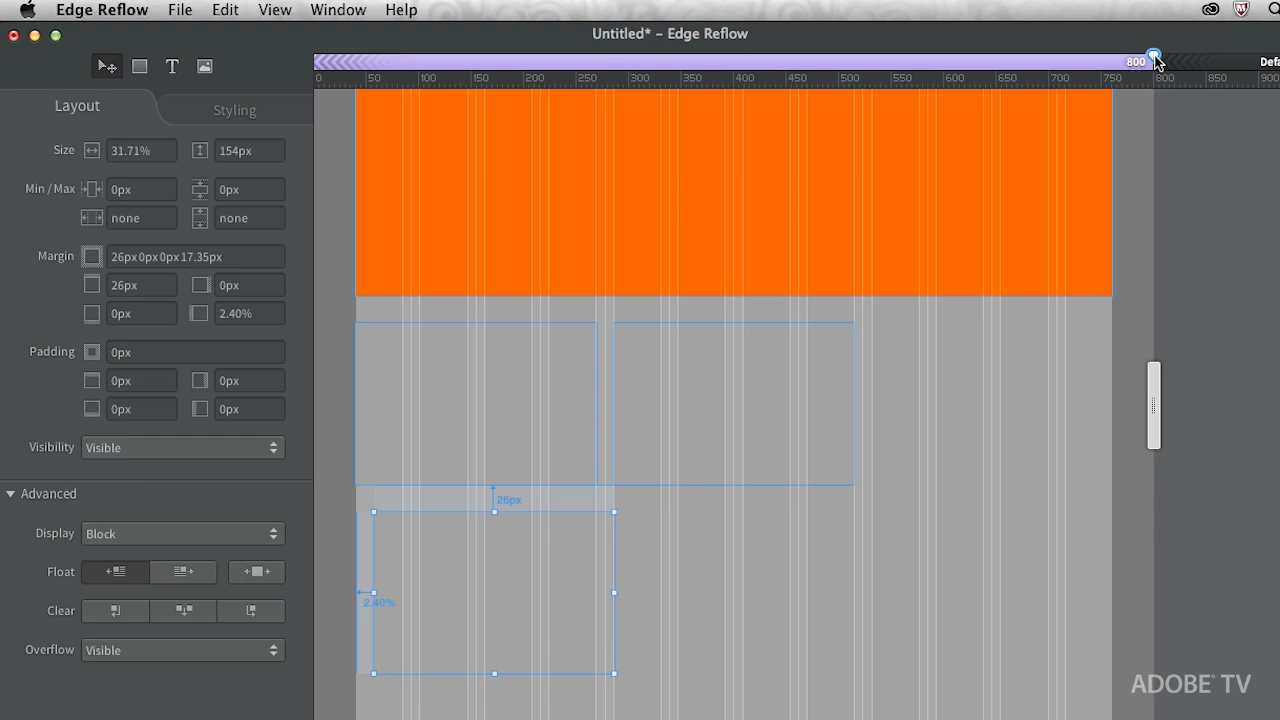 Edge Reflow File Edit View Window Help
Untitled* – Edge Reflow
800 Defa
0 50 100 150 200 250 300 350 400 450 500 550 600 650 700 750 800 850 900
Layout Styling
Size 31.71% 154px
Min / Max 0px 0px
none none
Margin 26px 0px 0px 17.35px
26px 0px
0px 2.40%
Padding 0px
0px 0px
0px 0px
Visibility Visible
Advanced
Display Block
Float
Clear
Overflow Visible
26px
2.40%
ADOBE® TV